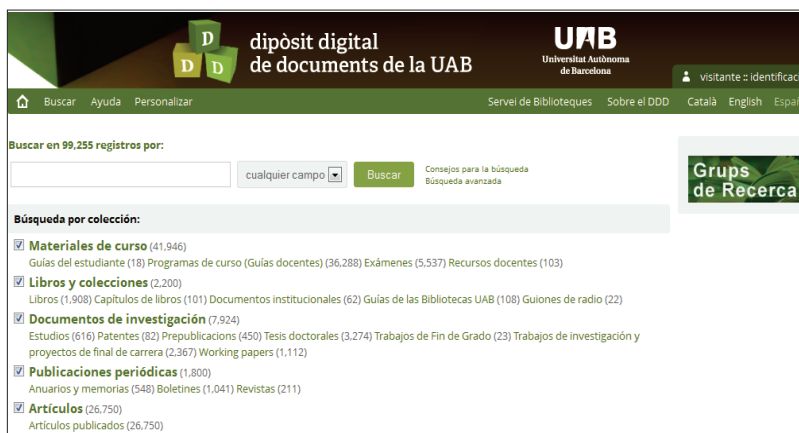 D
D D
dipòsit digital
de documents de la UAB
UAB
Universitat Autònoma
de Barcelona
visitante :: identificaci
Buscar Ayuda Personalizar Servei de Biblioteques Sobre el DDD Català English Españ
Buscar en 99,255 registros por:
cualquier campo Buscar
Consejos para la búsqueda
Búsqueda avanzada
Grups
de Recerca
Búsqueda por colección:
Materiales de curso (41,946)
Guías del estudiante (18) Programas de curso (Guías docentes) (36,288) Exámenes (5,537) Recursos docentes (103)
Libros y colecciones (2,200)
Libros (1,908) Capítulos de libros (101) Documentos institucionales (62) Guías de las Bibliotecas UAB (108) Guiones de radio (22)
Documentos de investigación (7,924)
Estudios (616) Patentes (82) Prepublicacions (450) Tesis doctorales (3,274) Trabajos de Fin de Grado (23) Trabajos de investigación y
proyectos de final de carrera (2,367) Working papers (1,112)
Publicaciones periódicas (1,800)
Anuarios y memorias (548) Boletines (1,041) Revistas (211)
Artículos (26,750)
Artículos publicados (26,750)